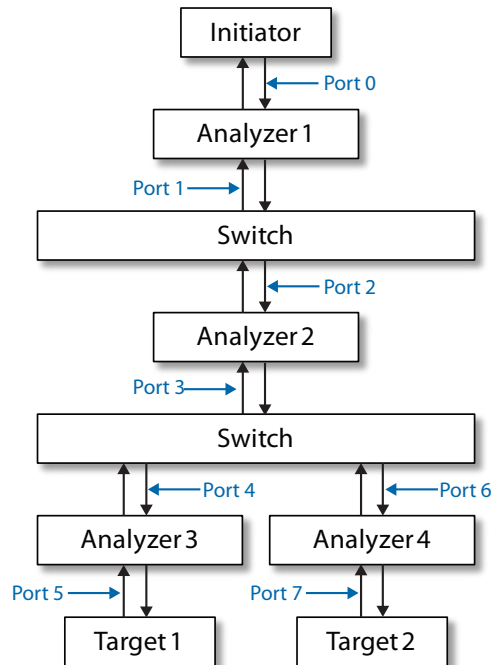 Initiator
Port 0
Analyzer 1
Port 1
Switch
Port 2
Analyzer 2
Port 3
Switch
Port 4
Port 6
Analyzer 3
Analyzer 4
Port 5
Port 7
Target 1
Target 2